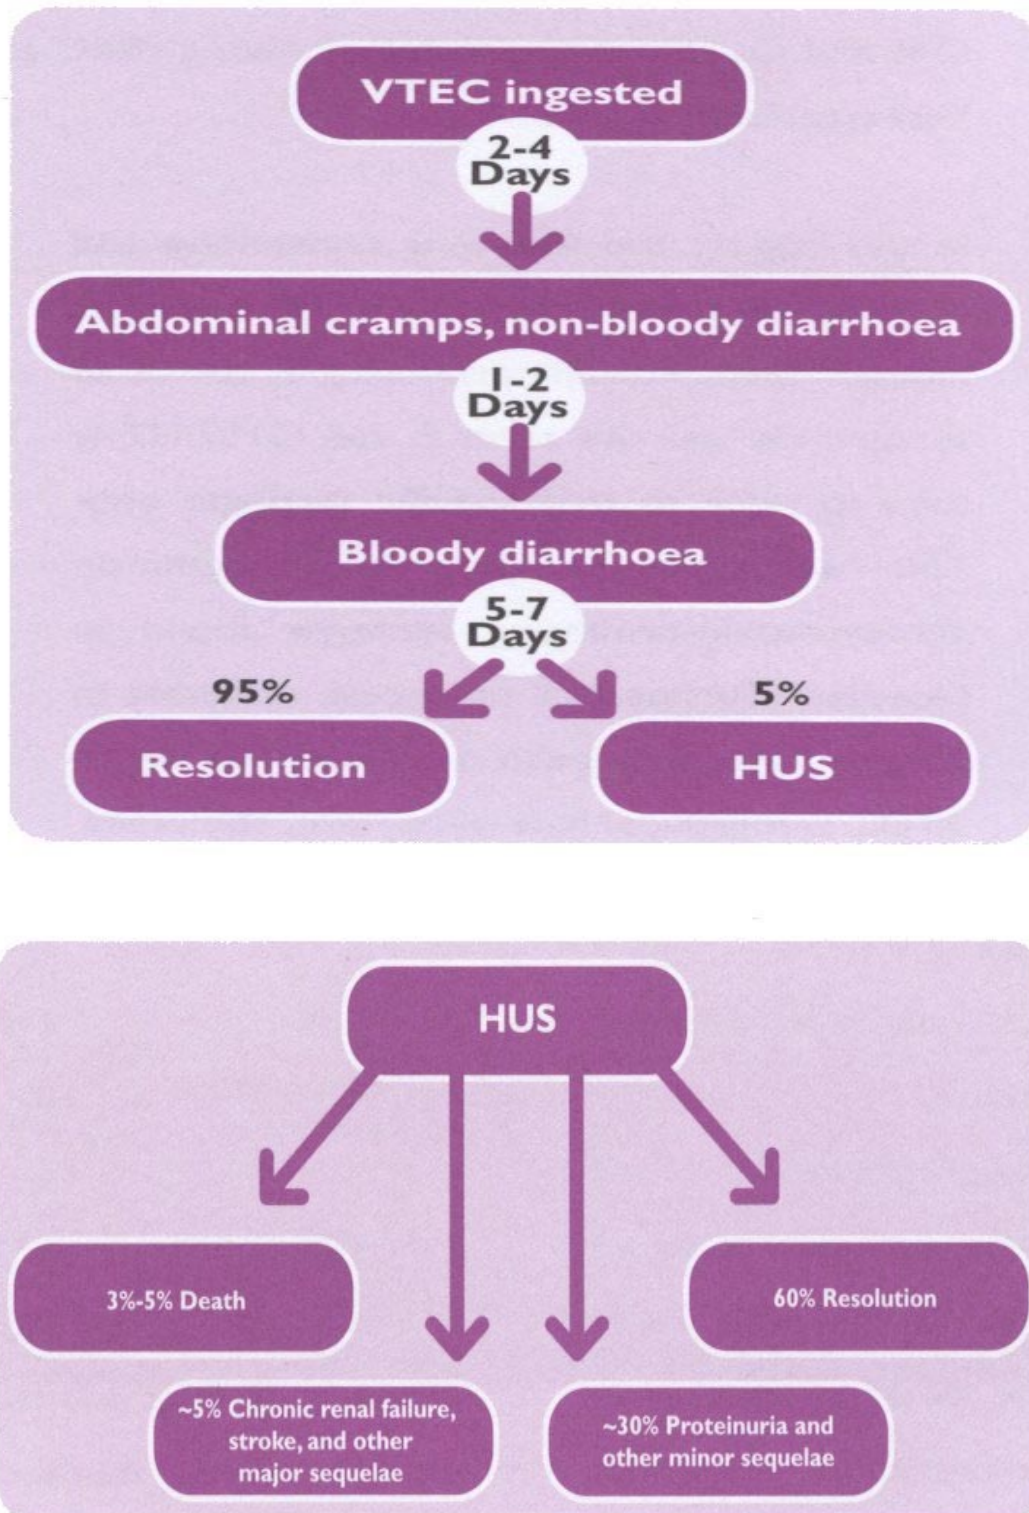 VTEC ingested
2-4
Days
Abdominal cramps, non-bloody diarrhoea
1-2
Days
Bloody diarrhoea
5-7
Days
95%
5%
Resolution
HUS
HUS
3%-5% Death
60% Resolution
~5% Chronic renal failure,
stroke, and other
major sequelae
~30% Proteinuria and
other minor sequelae